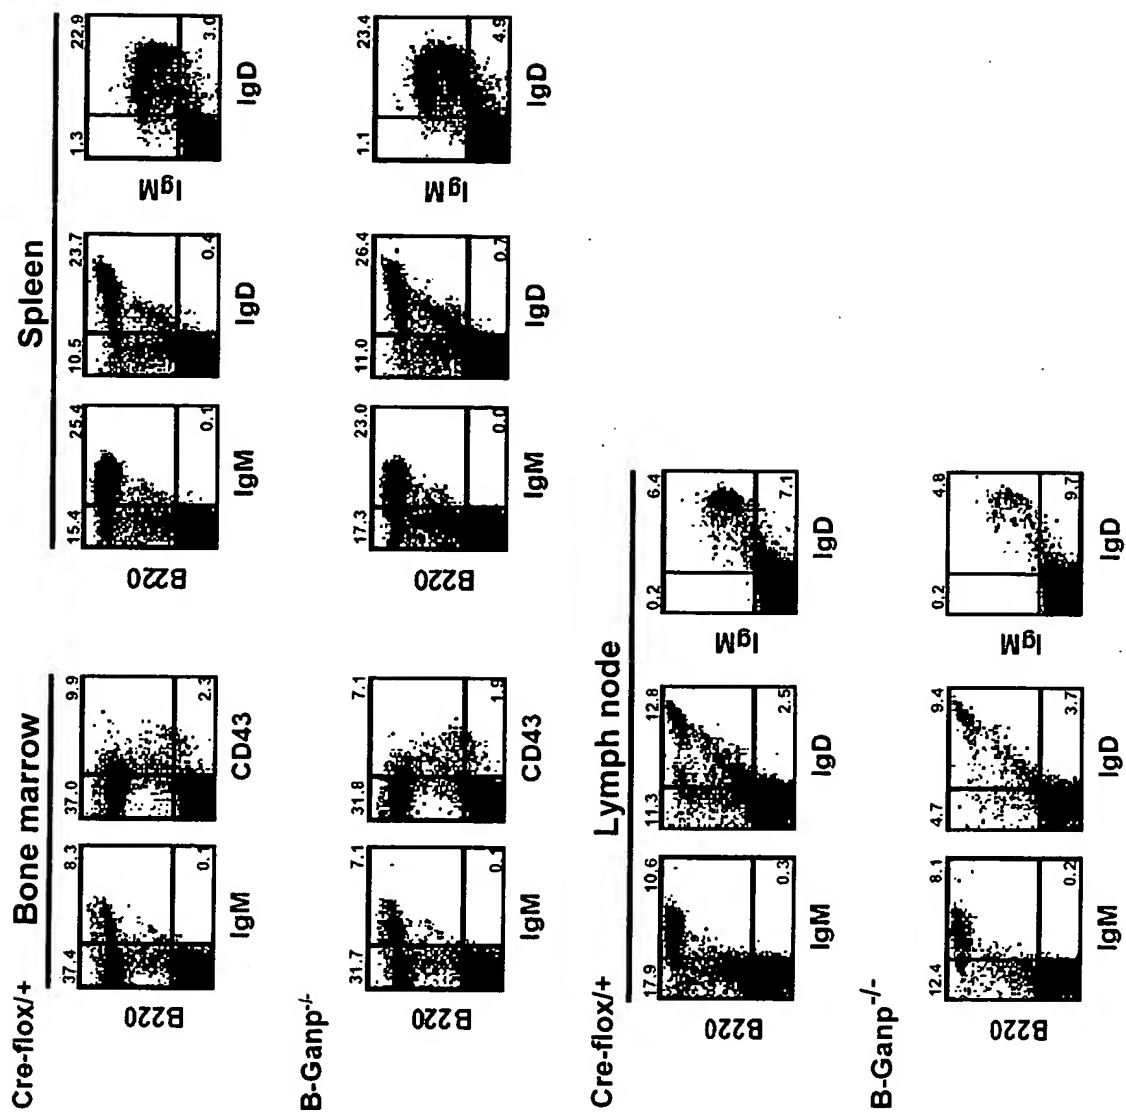 Bone marrow
Spleen
Cre-flox/+
37.4 8.3
0.1
B220
IgM
37.0 9.9
2.3
CD43
15.4 25.4
0.1
B220
IgM
10.5 23.7
0.4
IgD
1.3 22.9
3.0
IgM
IgD
B-Ganp-/-
31.7 7.1
0.1
B220
IgM
31.8 7.1
1.9
CD43
17.3 23.0
0.0
B220
IgM
11.0 26.4
0.7
IgD
1.1 23.4
4.9
IgM
IgD
Lymph node
Cre-flox/+
17.9 10.6
0.3
B220
IgM
11.3 12.8
2.5
IgD
0.2 6.4
7.1
IgM
IgD
B-Ganp-/-
12.4 8.1
0.2
B220
IgM
4.7 9.4
3.7
IgD
0.2 4.8
9.7
IgM
IgD